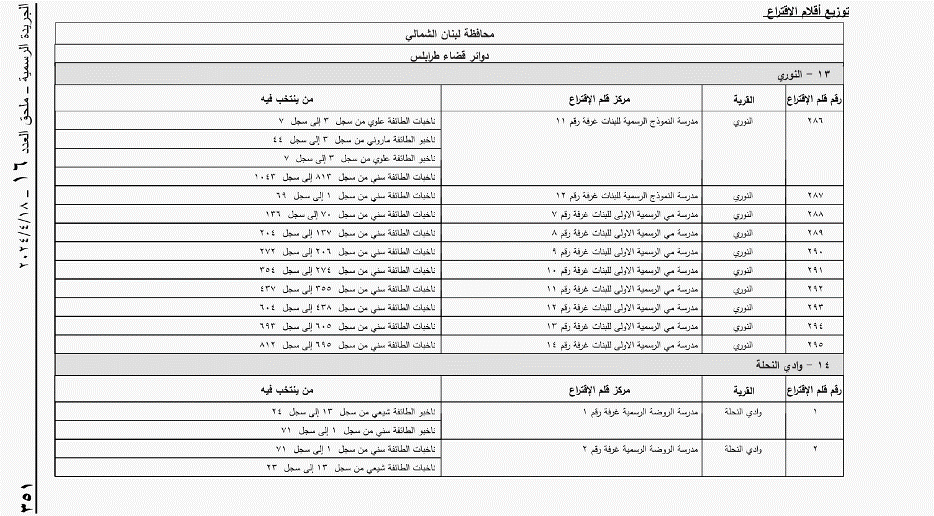 توزيع أقلام الإقتراع
محافظة لبنان الشمالي
دوائر قضاء طرابلس
١٣ - النوري
رقم قلم الإقتراع القرية مركز قلم الإقتراع من ينتخب فيه
٢٨٦ النوري مدرسة النموذج الرسمية للبنات غرفة رقم ١١ ناخبات الطائفة علوي من سجل ٣ إلى سجل ٧
ناخبو الطائفة ماروني من سجل ٣ إلى سجل ٤٤
ناخبو الطائفة علوي من سجل ٣ إلى سجل ٧
ناخبات الطائفة سني من سجل ٨١٣ إلى سجل ١٠٤٣
٢٨٧ النوري مدرسة النموذج الرسمية للبنات غرفة رقم ١٢ ناخبات الطائفة سني من سجل ١ إلى سجل ٦٩
٢٨٨ النوري مدرسة مي الرسمية الاولى للبنات غرفة رقم ٧ ناخبات الطائفة سني من سجل ٧٠ إلى سجل ١٣٦
٢٨٩ النوري مدرسة مي الرسمية الاولى للبنات غرفة رقم ٨ ناخبات الطائفة سني من سجل ١٣٧ إلى سجل ٢٠٤
٢٩٠ النوري مدرسة مي الرسمية الاولى للبنات غرفة رقم ٩ ناخبات الطائفة سني من سجل ٢٠٦ إلى سجل ٢٧٢
٢٩١ النوري مدرسة مي الرسمية الاولى للبنات غرفة رقم ١٠ ناخبات الطائفة سني من سجل ٢٧٤ إلى سجل ٣٥٤
٢٩٢ النوري مدرسة مي الرسمية الاولى للبنات غرفة رقم ١١ ناخبات الطائفة سني من سجل ٣٥٥ إلى سجل ٤٣٧
٢٩٣ النوري مدرسة مي الرسمية الاولى للبنات غرفة رقم ١٢ ناخبات الطائفة سني من سجل ٤٣٨ إلى سجل ٦٠٤
٢٩٤ النوري مدرسة مي الرسمية الاولى للبنات غرفة رقم ١٣ ناخبات الطائفة سني من سجل ٦٠٥ إلى سجل ٦٩٣
٢٩٥ النوري مدرسة مي الرسمية الاولى للبنات غرفة رقم ١٤ ناخبات الطائفة سني من سجل ٦٩٥ إلى سجل ٨١٢
١٤ - وادي النحلة
رقم قلم الإقتراع القرية مركز قلم الإقتراع من ينتخب فيه
١ وادي النحلة مدرسة الروضة الرسمية غرفة رقم ١ ناخبو الطائفة شيعي من سجل ١٣ إلى سجل ٢٤
ناخبو الطائفة سني من سجل ١ إلى سجل ٧١
٢ وادي النحلة مدرسة الروضة الرسمية غرفة رقم ٢ ناخبات الطائفة سني من سجل ١ إلى سجل ٧١
ناخبات الطائفة شيعي من سجل ١٣ إلى سجل ٢٣
الجريدة الرسمية - ملحق العدد ١٦ - ٢٠٢٤/٤/١٨
٣٥١